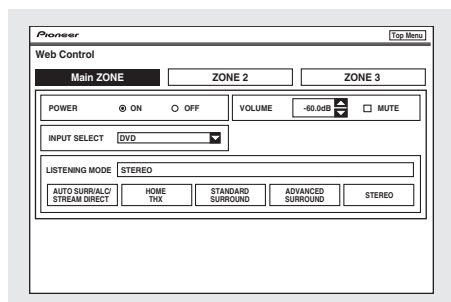 Pioneer
Top Menu
Web Control
Main ZONE ZONE 2 ZONE 3
POWER ON OFF VOLUME -60.0dB MUTE
INPUT SELECT DVD
LISTENING MODE STEREO
AUTO SURR/ALC/
STREAM DIRECT
HOME
THX
STANDARD
SURROUND
ADVANCED
SURROUND
STEREO